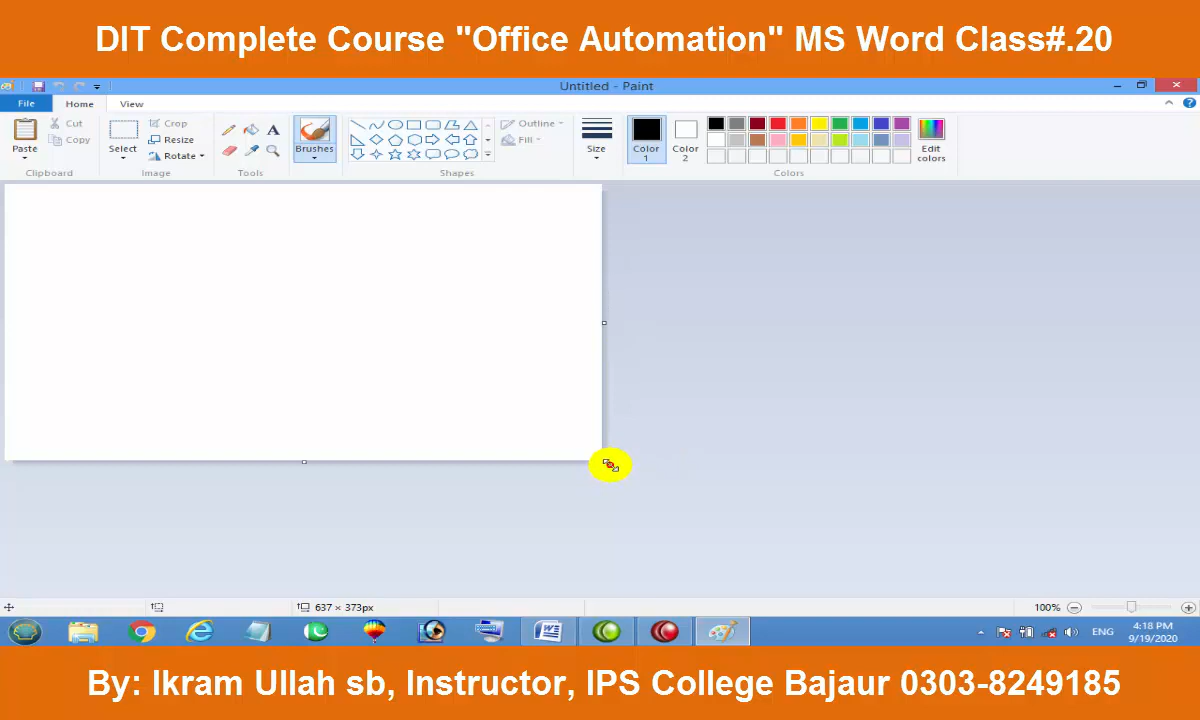 DIT Complete Course "Office Automation" MS Word Class#.20
Untitled - Paint
File Home View
Paste
Cut
Copy
Clipboard
Select
Crop
Resize
Rotate
Image
Tools
Brushes
Outline
Fill
Shapes
Size
Color
1
Color
2
Edit
colors
Colors
637 × 373px
100%
ENG
4:18 PM
9/19/2020
By: Ikram Ullah sb, Instructor, IPS College Bajaur 0303-8249185